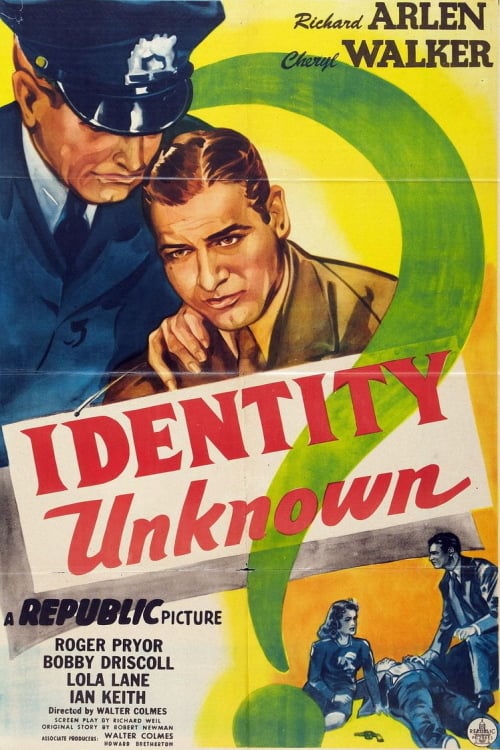 Richard ARLEN
Cheryl WALKER
IDENTITY
Unknown
A REPUBLIC PICTURE
ROGER PRYOR
BOBBY DRISCOLL
LOLA LANE
IAN KEITH
Directed by WALTER COLMES
SCREEN PLAY BY RICHARD WEIL
ORIGINAL STORY BY ROBERT NEWMAN
ASSOCIATE PRODUCERS: WALTER COLMES
HOWARD BRETHERTON
A
REPUBLIC